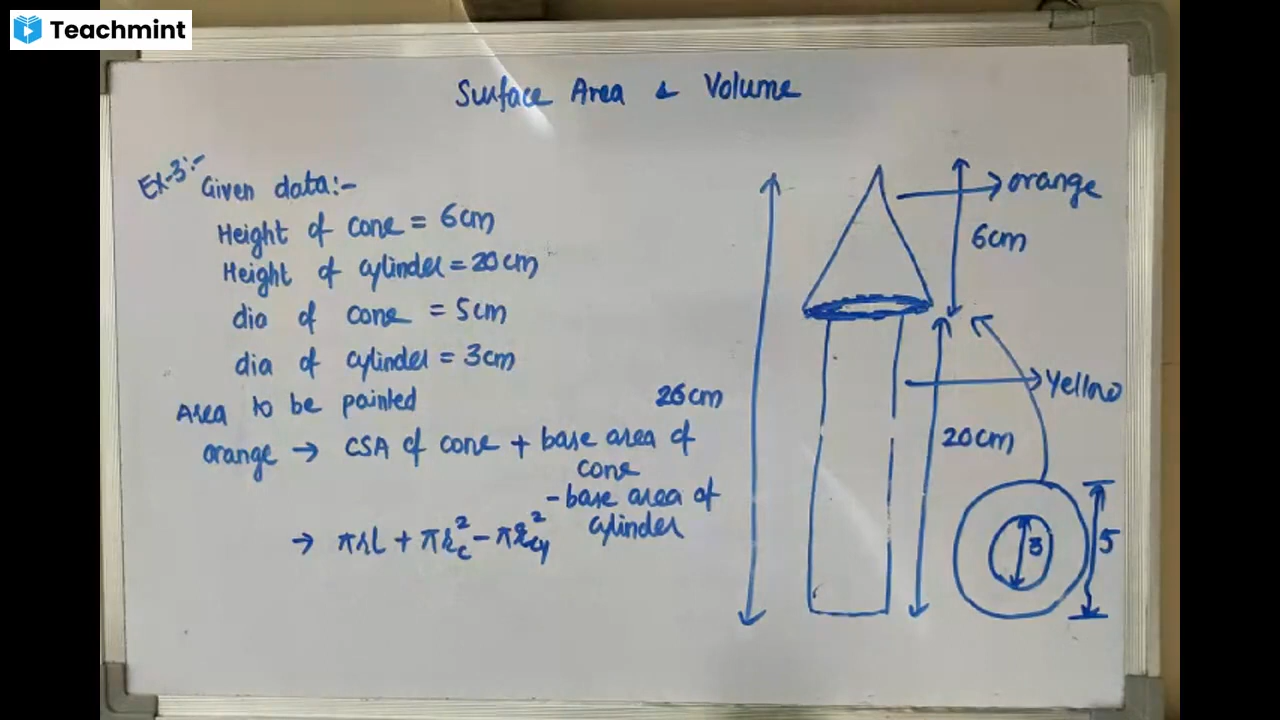 Teachmint
Surface Area & Volume
Ex-3:-
Given data:-
Height of cone = 6cm
Height of cylinder = 20cm
dia of cone = 5cm
dia of cylinder = 3cm
Area to be painted
orange → CSA of cone + base area of
cone
- base area of
cylinder
→ πrl + πr²c - πr²cy
26cm
orange
6cm
Yellow
20cm
3
5